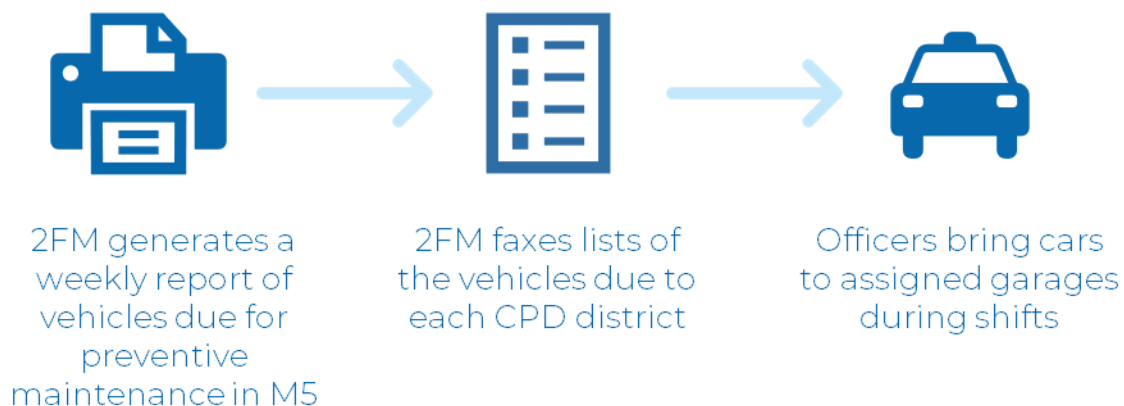 2FM generates a
weekly report of
vehicles due for
preventive
maintenance in M5
2FM faxes lists of
the vehicles due to
each CPD district
Officers bring cars
to assigned garages
during shifts